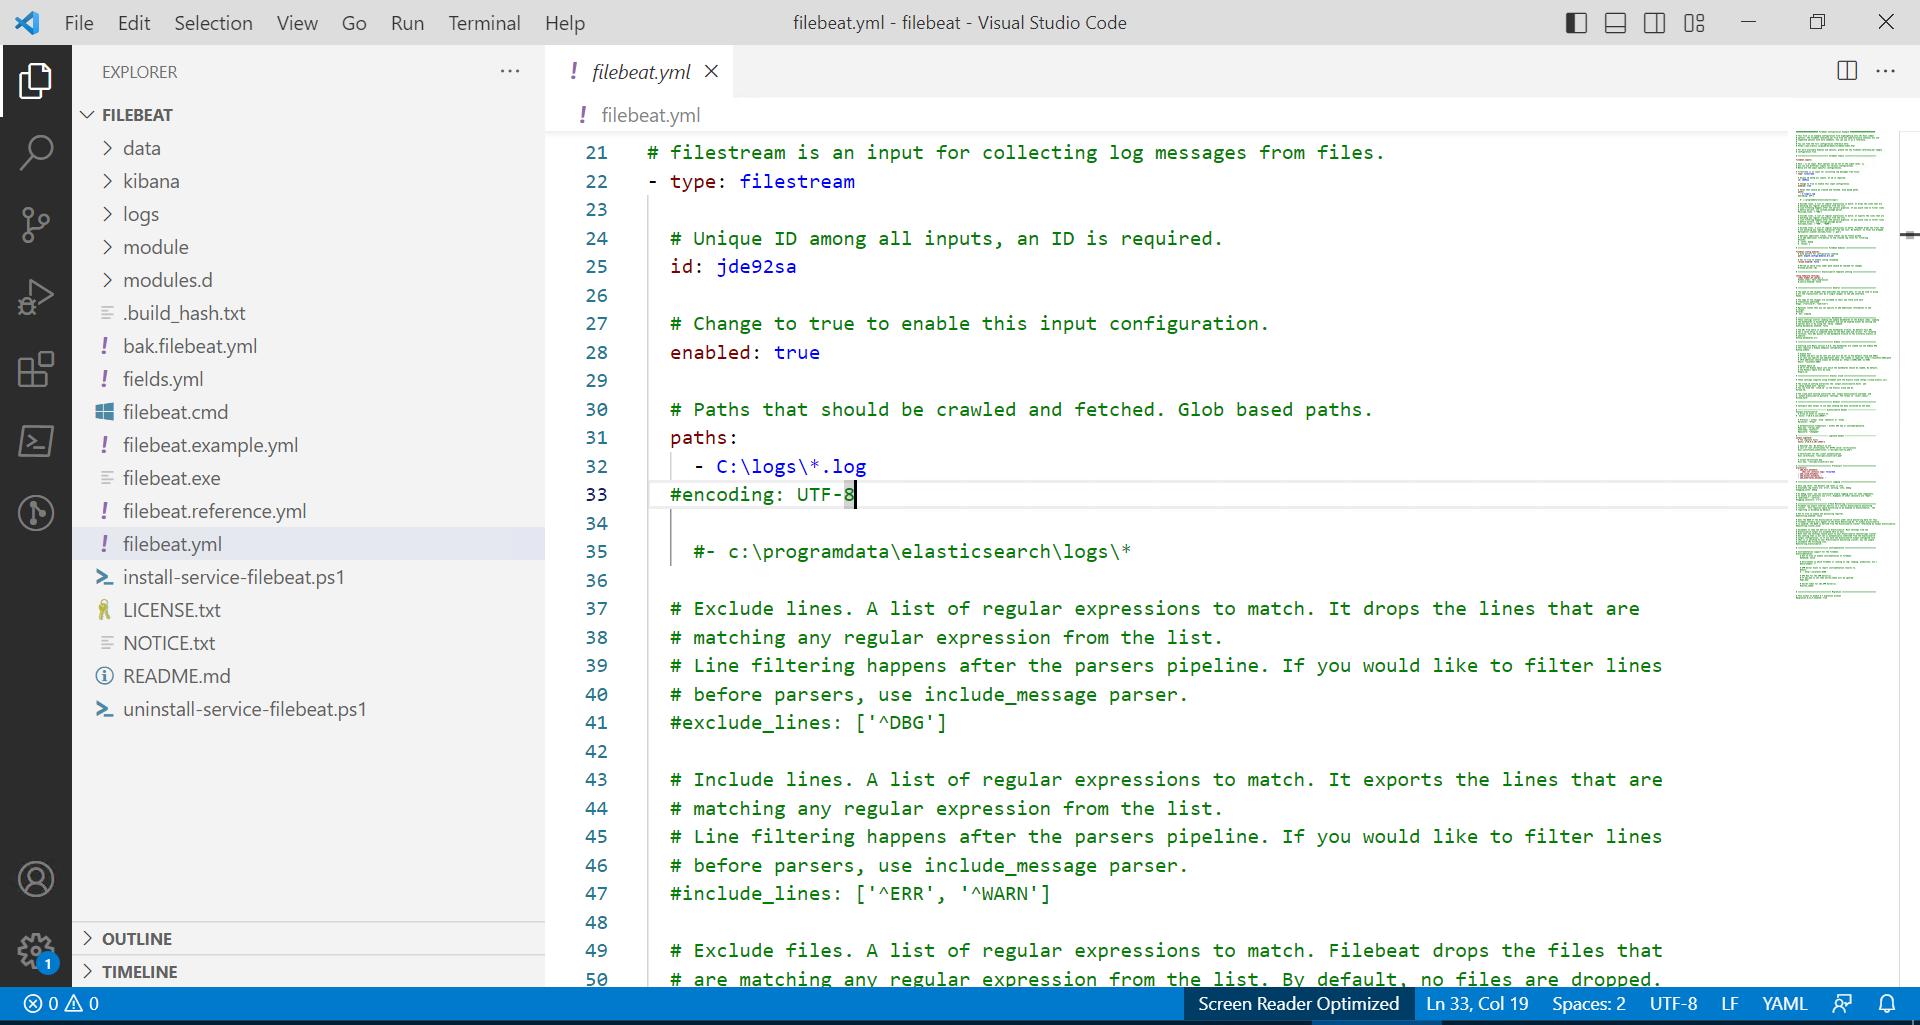 File Edit Selection View Go Run Terminal Help
filebeat.yml - filebeat - Visual Studio Code
EXPLORER
FILEBEAT
data
kibana
logs
module
modules.d
.build_hash.txt
bak.filebeat.yml
fields.yml
filebeat.cmd
filebeat.example.yml
filebeat.exe
filebeat.reference.yml
filebeat.yml
install-service-filebeat.ps1
LICENSE.txt
NOTICE.txt
README.md
uninstall-service-filebeat.ps1
OUTLINE
TIMELINE
1
! filebeat.yml
! filebeat.yml
21 # filestream is an input for collecting log messages from files.
22 - type: filestream
23
24 # Unique ID among all inputs, an ID is required.
25 id: jde92sa
26
27 # Change to true to enable this input configuration.
28 enabled: true
29
30 # Paths that should be crawled and fetched. Glob based paths.
31 paths:
32 - C:\logs\*.log
33 #encoding: UTF-8
34
35 #- c:\programdata\elasticsearch\logs\*
36
37 # Exclude lines. A list of regular expressions to match. It drops the lines that are
38 # matching any regular expression from the list.
39 # Line filtering happens after the parsers pipeline. If you would like to filter lines
40 # before parsers, use include_message parser.
41 #exclude_lines: ['^DBG']
42
43 # Include lines. A list of regular expressions to match. It exports the lines that are
44 # matching any regular expression from the list.
45 # Line filtering happens after the parsers pipeline. If you would like to filter lines
46 # before parsers, use include_message parser.
47 #include_lines: ['^ERR', '^WARN']
48
49 # Exclude files. A list of regular expressions to match. Filebeat drops the files that
50 # are matching any regular expression from the list. By default, no files are dropped.
0 0
Screen Reader Optimized Ln 33, Col 19 Spaces: 2 UTF-8 LF YAML